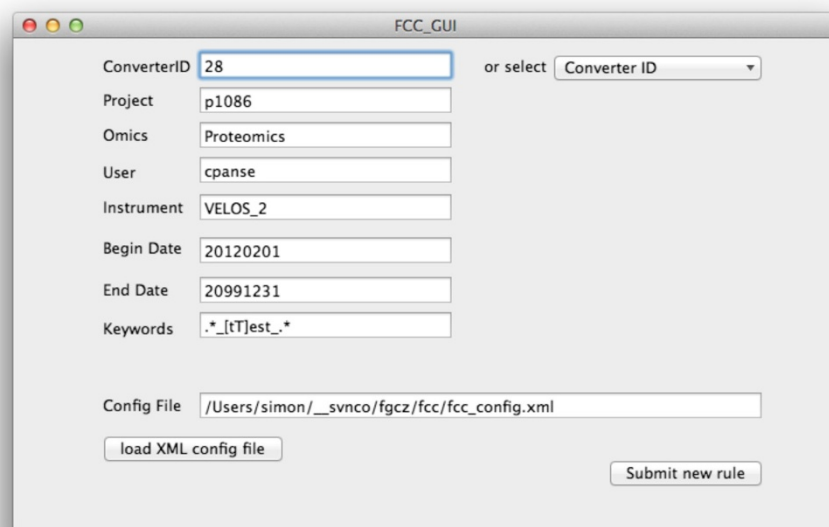 FCC_GUI
ConverterID 28 or select Converter ID
Project p1086
Omics Proteomics
User cpanse
Instrument VELOS_2
Begin Date 20120201
End Date 20991231
Keywords .*_[tT]est_.*
Config File /Users/simon/__svnco/fgcz/fcc/fcc_config.xml
load XML config file
Submit new rule